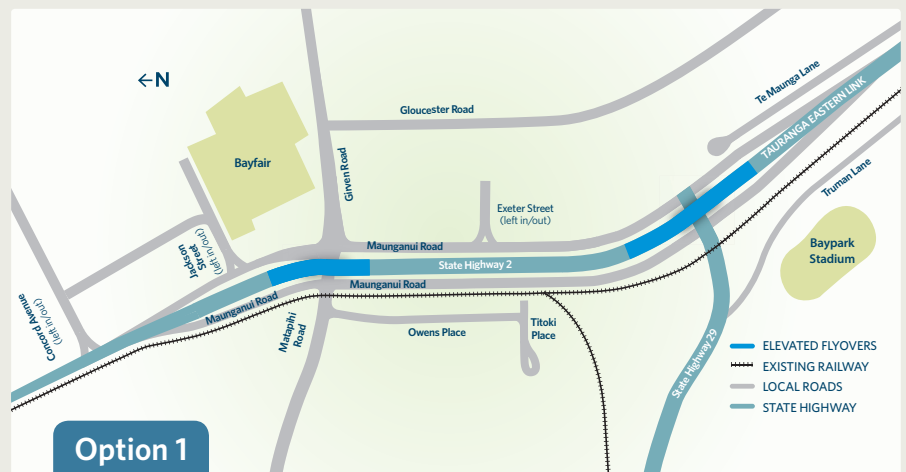 ←N
Te Maunga Lane
TAURANGA EASTERN LINK
Gloucester Road
Bayfair
Girven Road
Truman Lane
Exeter Street
(left in/out)
Jackson
Street
(left in/out)
Maunganui Road
Baypark
Stadium
State Highway 2
Maunganui Road
Maunganui Road
Concord Avenue
(left in/out)
Matapihi
Road
Owens Place
Titoki
Place
State Highway 29
ELEVATED FLYOVERS
EXISTING RAILWAY
LOCAL ROADS
STATE HIGHWAY
Option 1